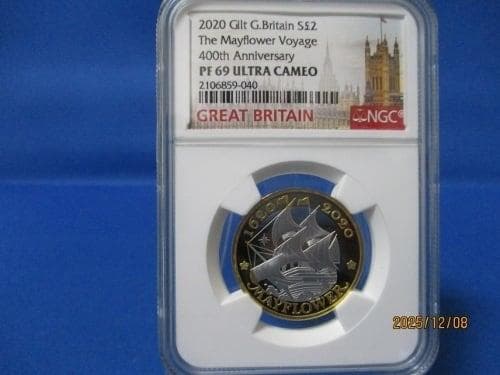 2020 Gilt G.Britain S£2
The Mayflower Voyage
400th Anniversary
PF 69 ULTRA CAMEO
2106859-040
GREAT BRITAIN
NGC
1620 2020
MAYFLOWER
2025/12/08